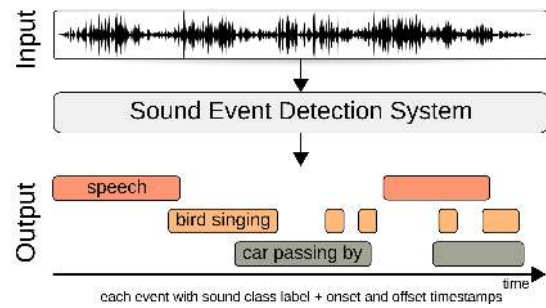 Input
Sound Event Detection System
Output
speech
bird singing
car passing by
time
each event with sound class label + onset and offset timestamps